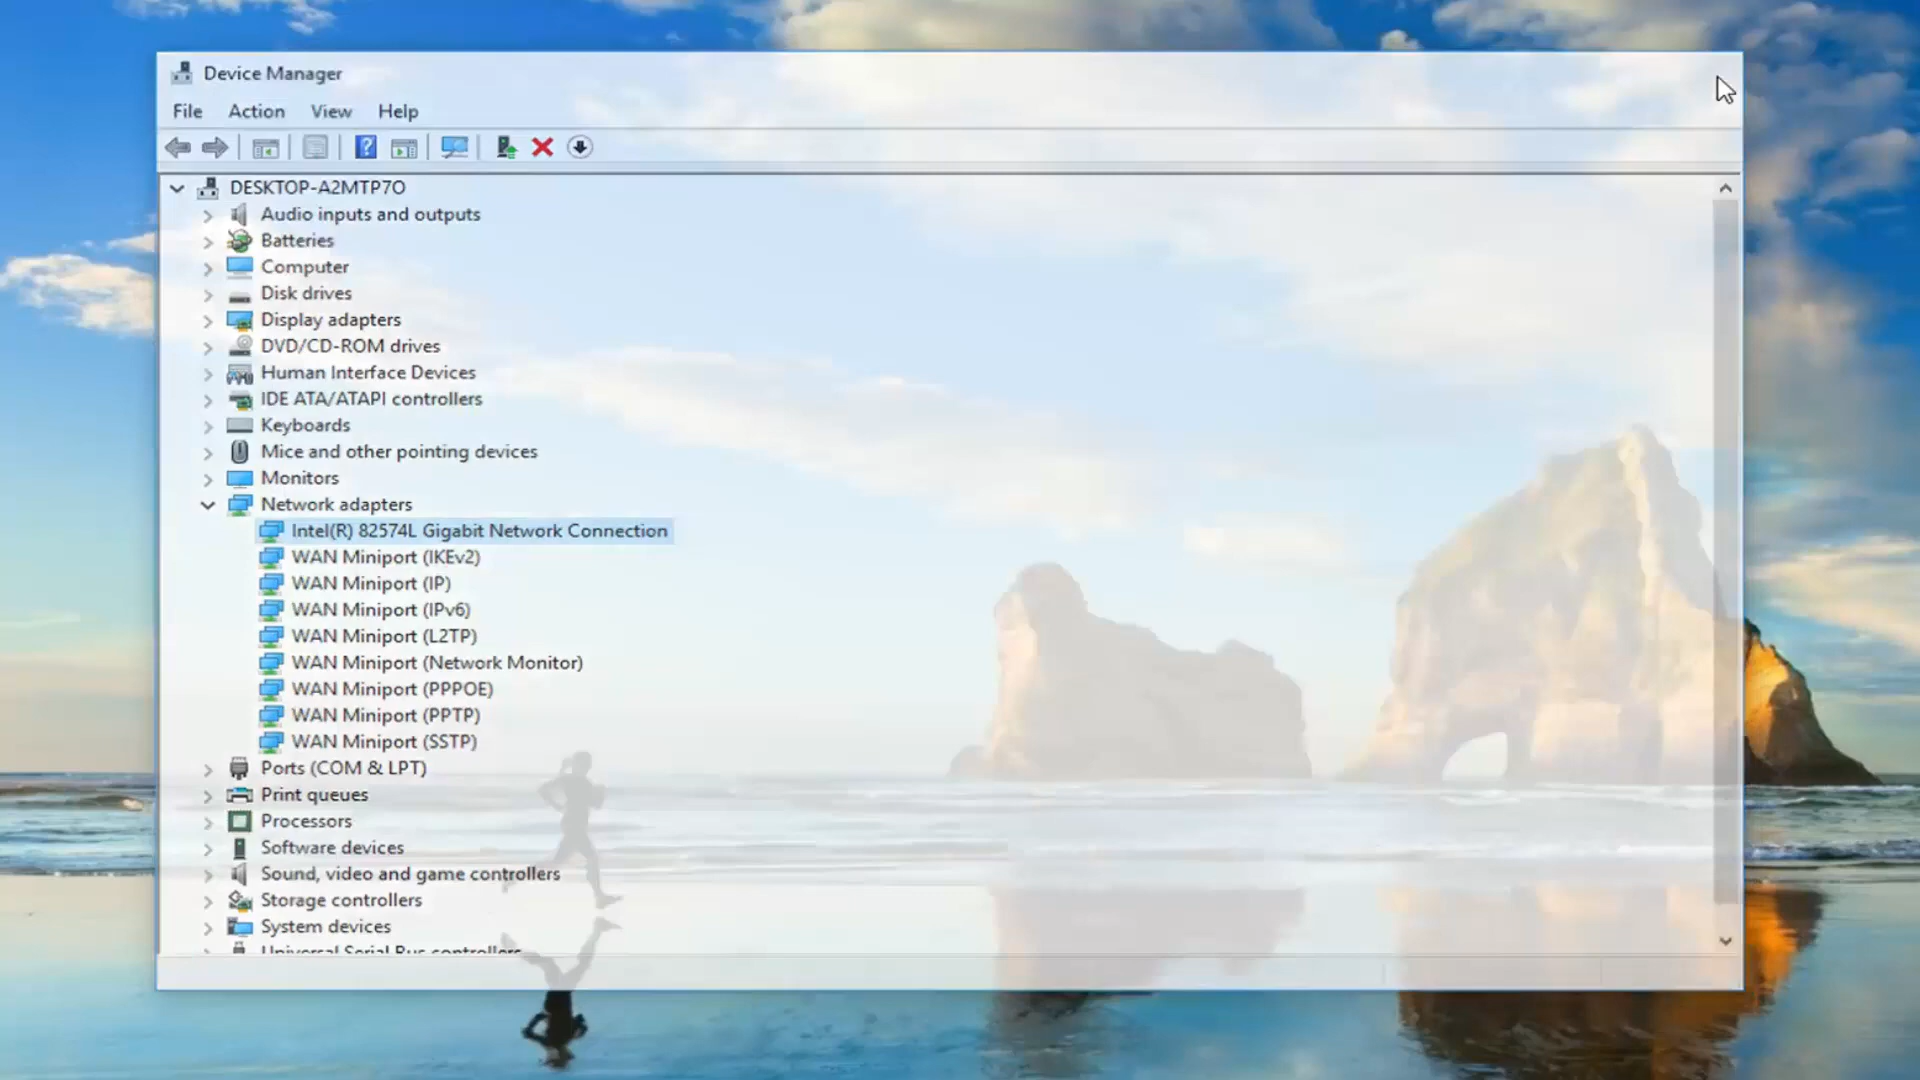 Device Manager
File Action View Help
DESKTOP-A2MTP7O
Audio inputs and outputs
Batteries
Computer
Disk drives
Display adapters
DVD/CD-ROM drives
Human Interface Devices
IDE ATA/ATAPI controllers
Keyboards
Mice and other pointing devices
Monitors
Network adapters
Intel(R) 82574L Gigabit Network Connection
WAN Miniport (IKEv2)
WAN Miniport (IP)
WAN Miniport (IPv6)
WAN Miniport (L2TP)
WAN Miniport (Network Monitor)
WAN Miniport (PPPOE)
WAN Miniport (PPTP)
WAN Miniport (SSTP)
Ports (COM & LPT)
Print queues
Processors
Software devices
Sound, video and game controllers
Storage controllers
System devices
Universal Serial Bus controllers